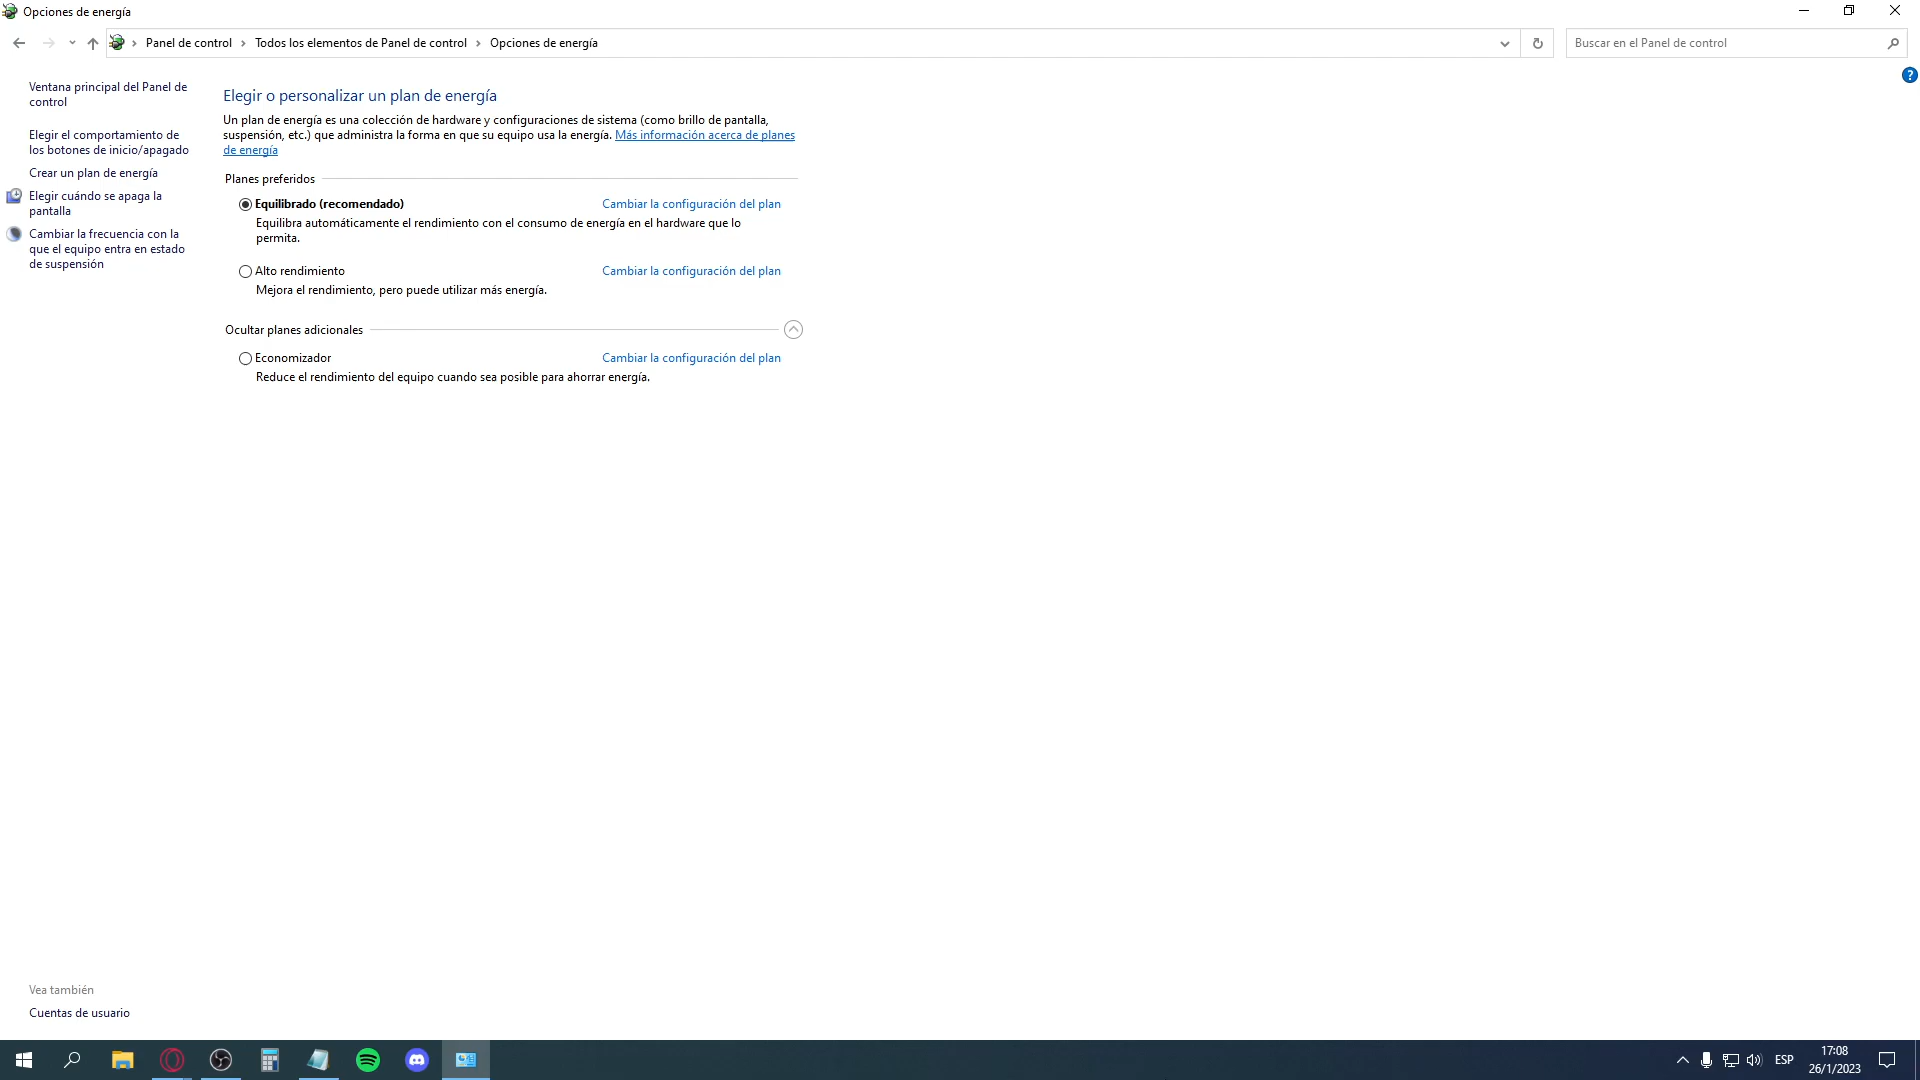 Opciones de energía
Panel de control
Todos los elementos de Panel de control
Opciones de energía
Buscar en el Panel de control
?
Ventana principal del Panel de
control
Elegir el comportamiento de
los botones de inicio/apagado
Crear un plan de energía
Elegir cuándo se apaga la
pantalla
Cambiar la frecuencia con la
que el equipo entra en estado
de suspensión
Elegir o personalizar un plan de energía
Un plan de energía es una colección de hardware y configuraciones de sistema (como brillo de pantalla,
suspensión, etc.) que administra la forma en que su equipo usa la energía. Más información acerca de planes
de energía
Planes preferidos
Equilibrado (recomendado) Cambiar la configuración del plan
Equilibra automáticamente el rendimiento con el consumo de energía en el hardware que lo
permita.
Alto rendimiento Cambiar la configuración del plan
Mejora el rendimiento, pero puede utilizar más energía.
Ocultar planes adicionales
Economizador Cambiar la configuración del plan
Reduce el rendimiento del equipo cuando sea posible para ahorrar energía.
Vea también
Cuentas de usuario
ESP
17:08
26/1/2023